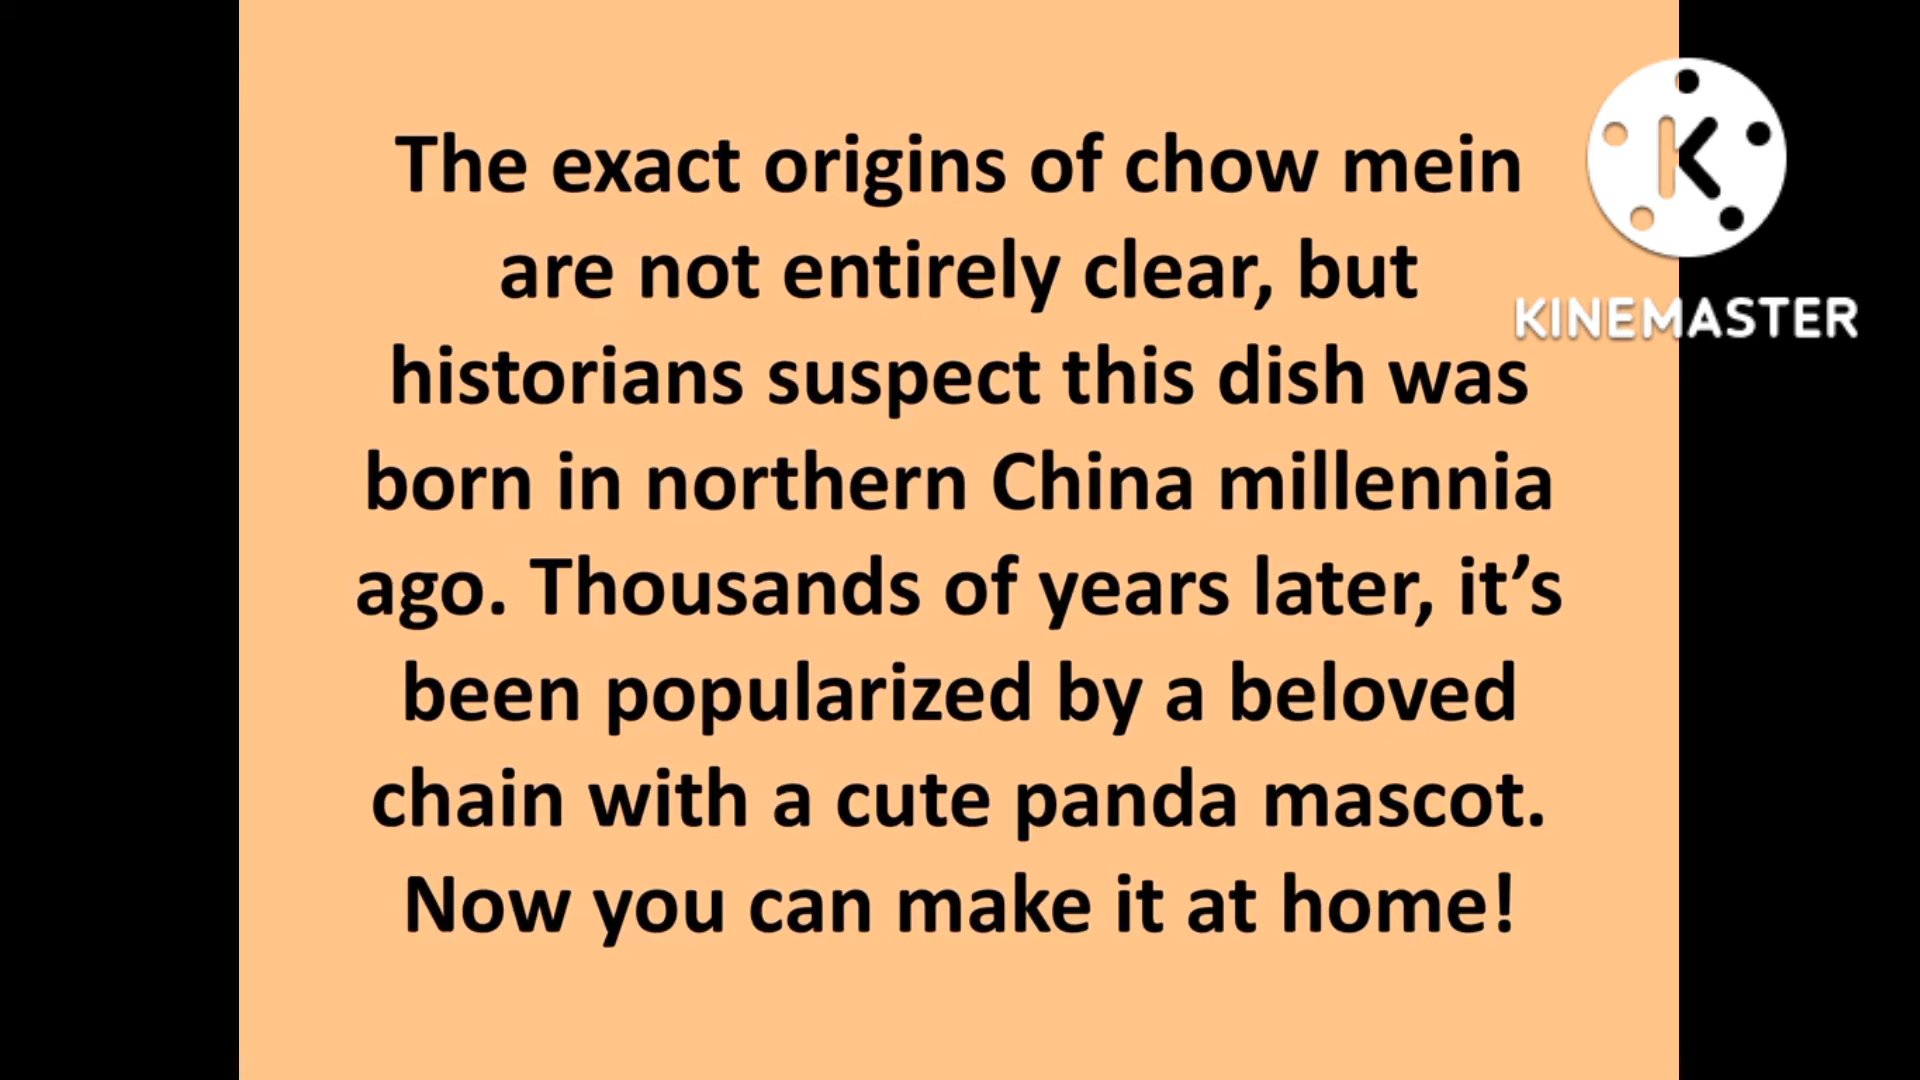 The exact origins of chow mein
are not entirely clear, but
historians suspect this dish was
born in northern China millennia
ago. Thousands of years later, it’s
been popularized by a beloved
chain with a cute panda mascot.
Now you can make it at home!
K
KINEMASTER